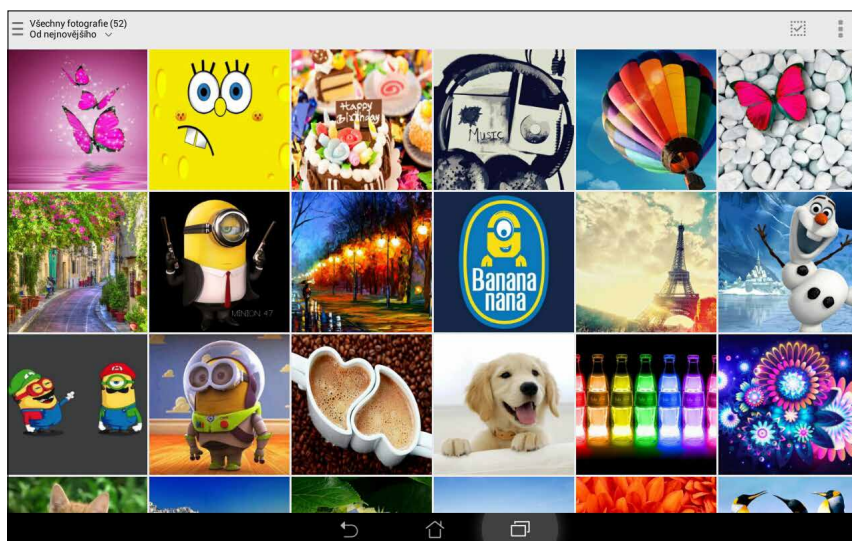 Všechny fotografie (52)
Od nejnovějšího
Happy
Birthday
Music
MINION 47
Banana
nana